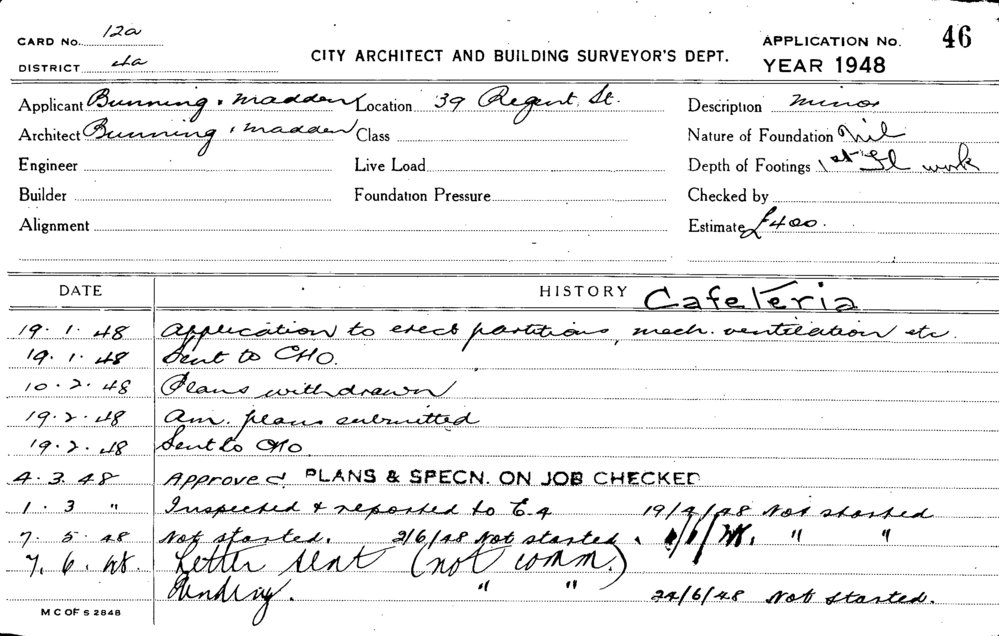 CARD No. 12a
CITY ARCHITECT AND BUILDING SURVEYOR'S DEPT.
APPLICATION No. 46
DISTRICT
YEAR 1948
Applicant Bunning & Madden Location 39 Regent St. Description Minor
Architect Bunning & Madden Class Nature of Foundation Nil
Engineer Live Load Depth of Footings 1st Fl work
Builder Foundation Pressure Checked by
Alignment Estimate £400.
DATE HISTORY Cafeteria
19.1.48 Application to erect partitions, mech. ventilation etc.
19.1.48 Sent to CHO.
10.2.48 Plans withdrawn
19.2.48 Am. plans submitted
19.2.48 Sent to CHO
4.3.48 Approved. PLANS & SPECN. ON JOB CHECKED
1.3 " Inspected & reported to 19/4/48 Not started
7.5.48 Not started. 2/6/48 Not started. " "
7.6.48. Letter sent (not comm.)
Pending. " " 24/6/48 Not started.
M C OF S 2848